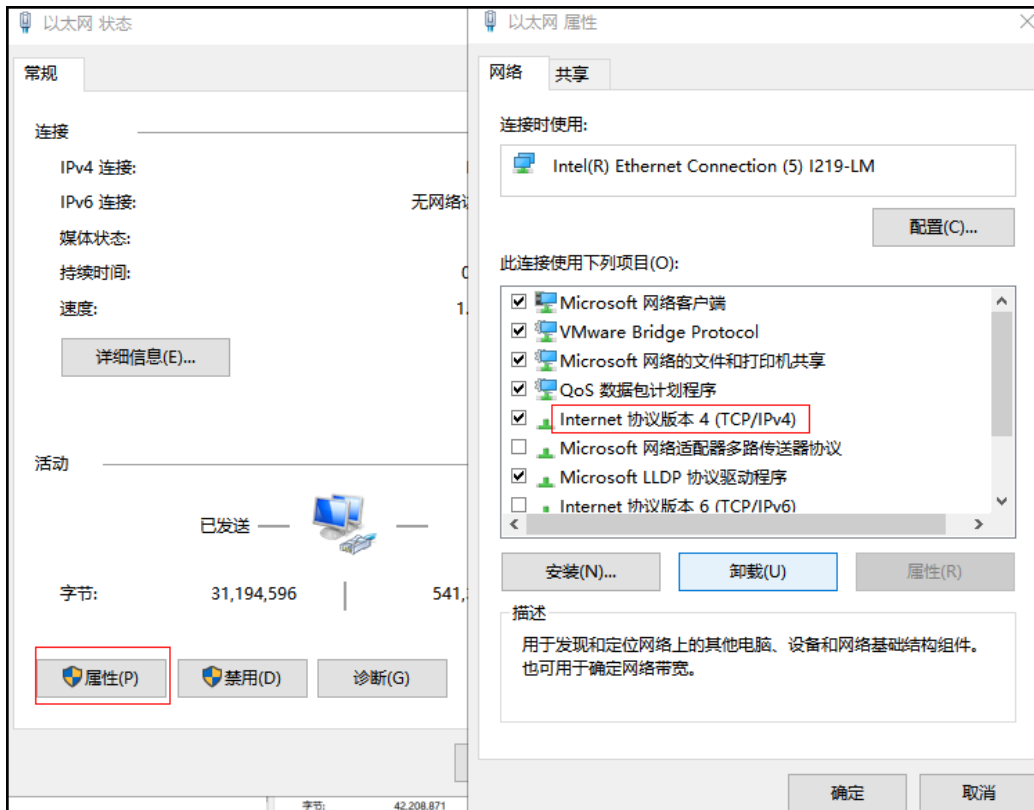 以太网 状态
常规
连接
IPv4 连接:
IPv6 连接:
无网络
媒体状态:
持续时间:
速度:
1.
详细信息(E)...
活动
已发送
字节:
31,194,596
541,
属性(P)
禁用(D)
诊断(G)
字节:
42,208,871
以太网 属性
网络
共享
连接时使用:
Intel(R) Ethernet Connection (5) I219-LM
配置(C)...
此连接使用下列项目(O):
Microsoft 网络客户端
VMware Bridge Protocol
Microsoft 网络的文件和打印机共享
QoS 数据包计划程序
Internet 协议版本 4 (TCP/IPv4)
Microsoft 网络适配器多路传送器协议
Microsoft LLDP 协议驱动程序
Internet 协议版本 6 (TCP/IPv6)
安装(N)...
卸载(U)
属性(R)
描述
用于发现和定位网络上的其他电脑、设备和网络基础结构组件。
也可用于确定网络带宽。
确定
取消